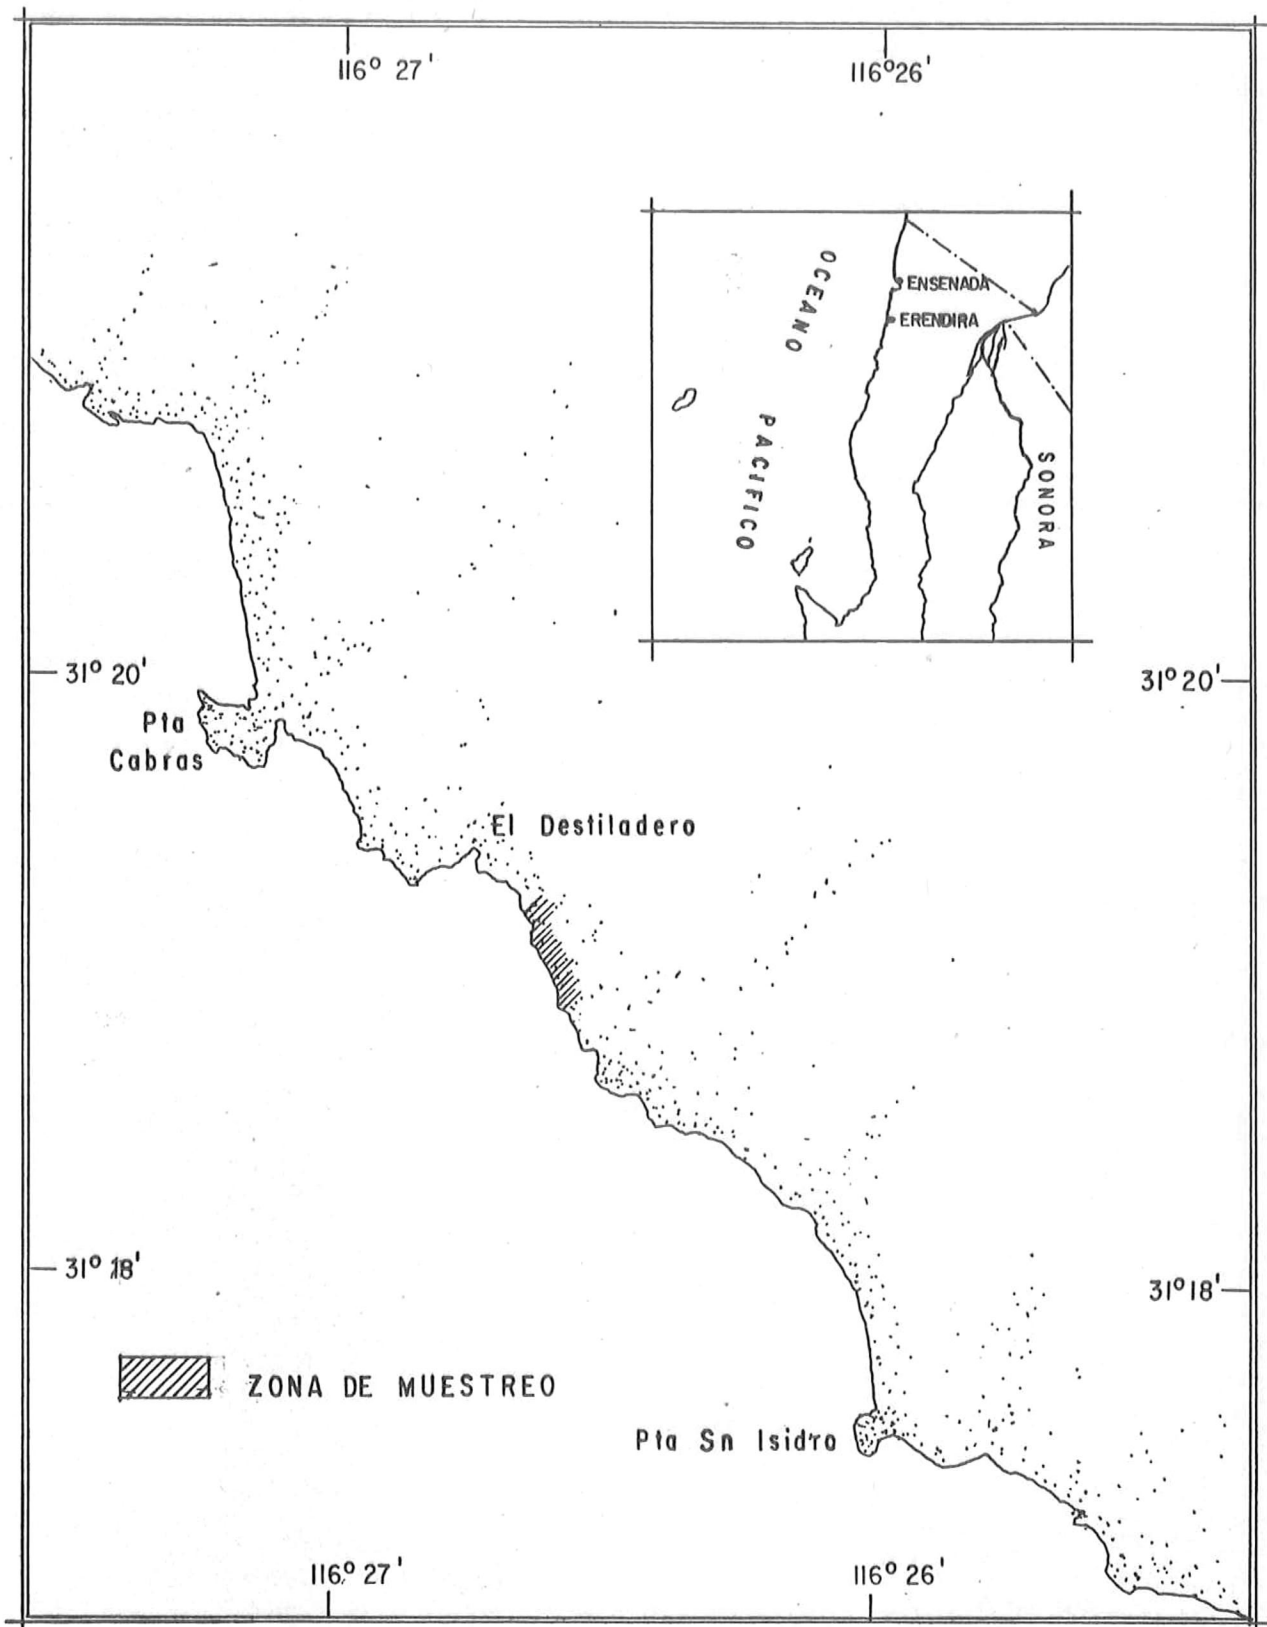 116° 27'
116° 26'
OCEANO
PACIFICO
ENSENADA
ERENDIRA
SONORA
31° 20'
31° 20'
Pta
Cabras
El Destiladero
31° 18'
31° 18'
ZONA DE MUESTREO
Pta Sn Isidro
116° 27'
116° 26'